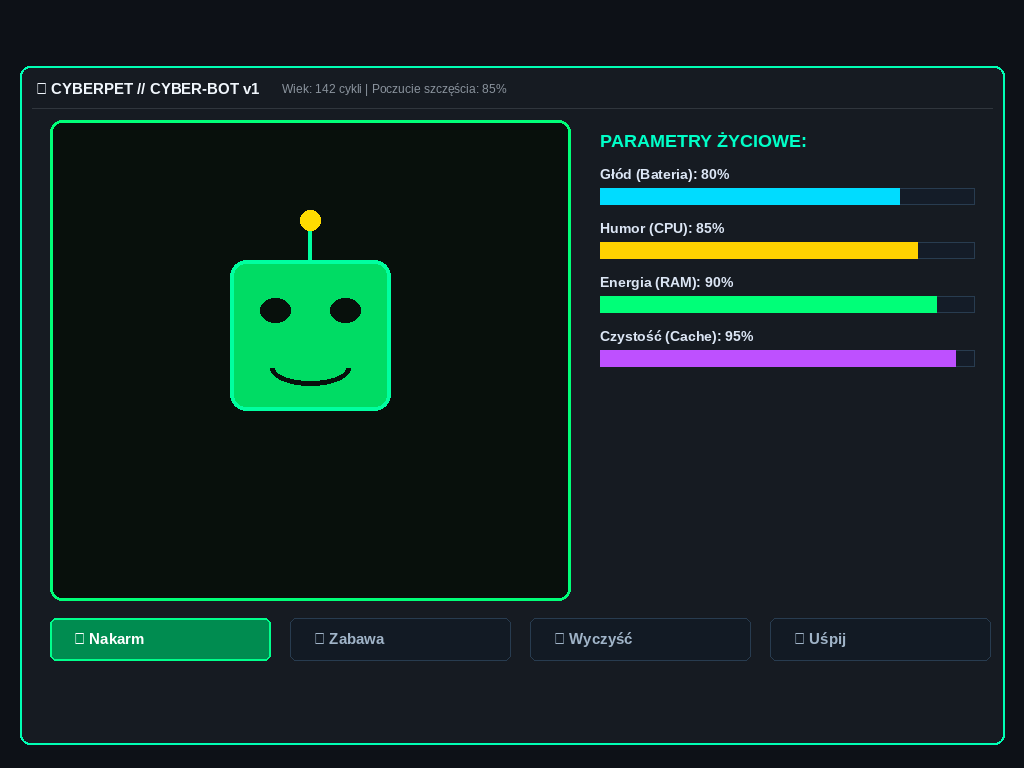 CYBERPET // CYBER-BOT v1
Wiek: 142 cykli | Poczucie szczęścia: 85%
PARAMETRY ŻYCIOWE:
Głód (Bateria): 80%
Humor (CPU): 85%
Energia (RAM): 90%
Czystość (Cache): 95%
Nakarm
Zabawa
Wyczyść
Uśpij